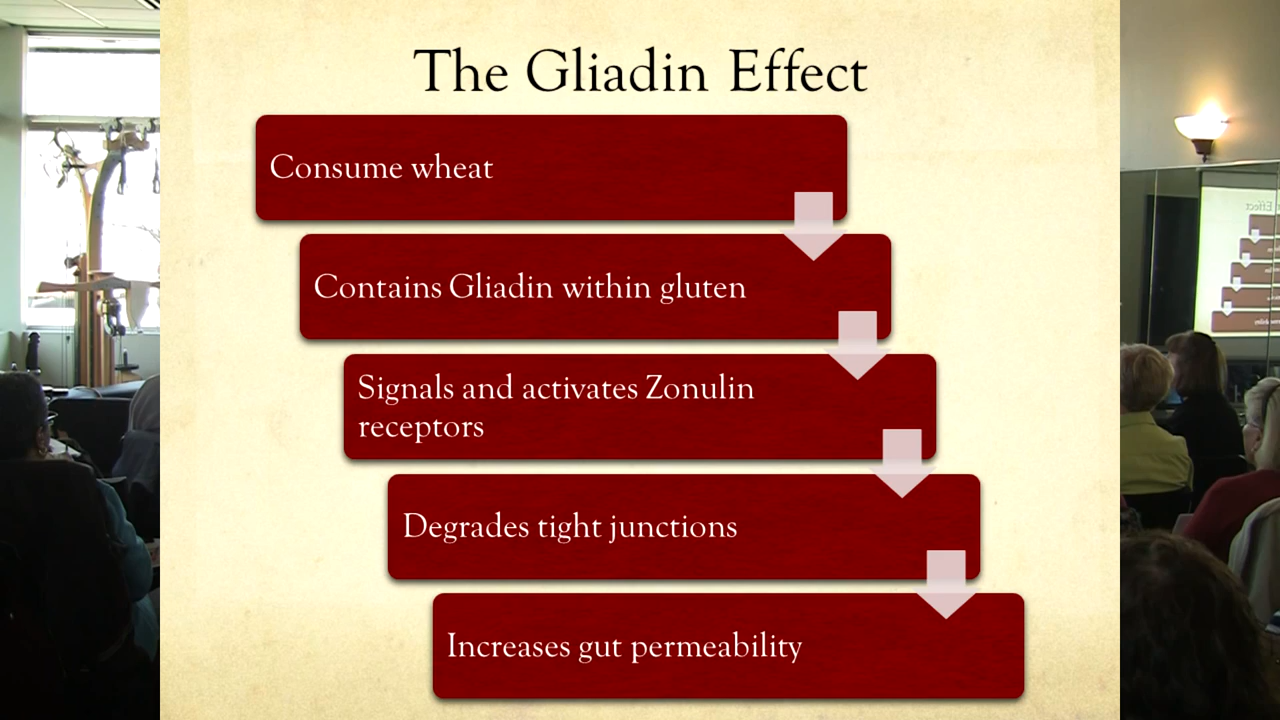 The Gliadin Effect
Consume wheat
Contains Gliadin within gluten
Signals and activates Zonulin
receptors
Degrades tight junctions
Increases gut permeability